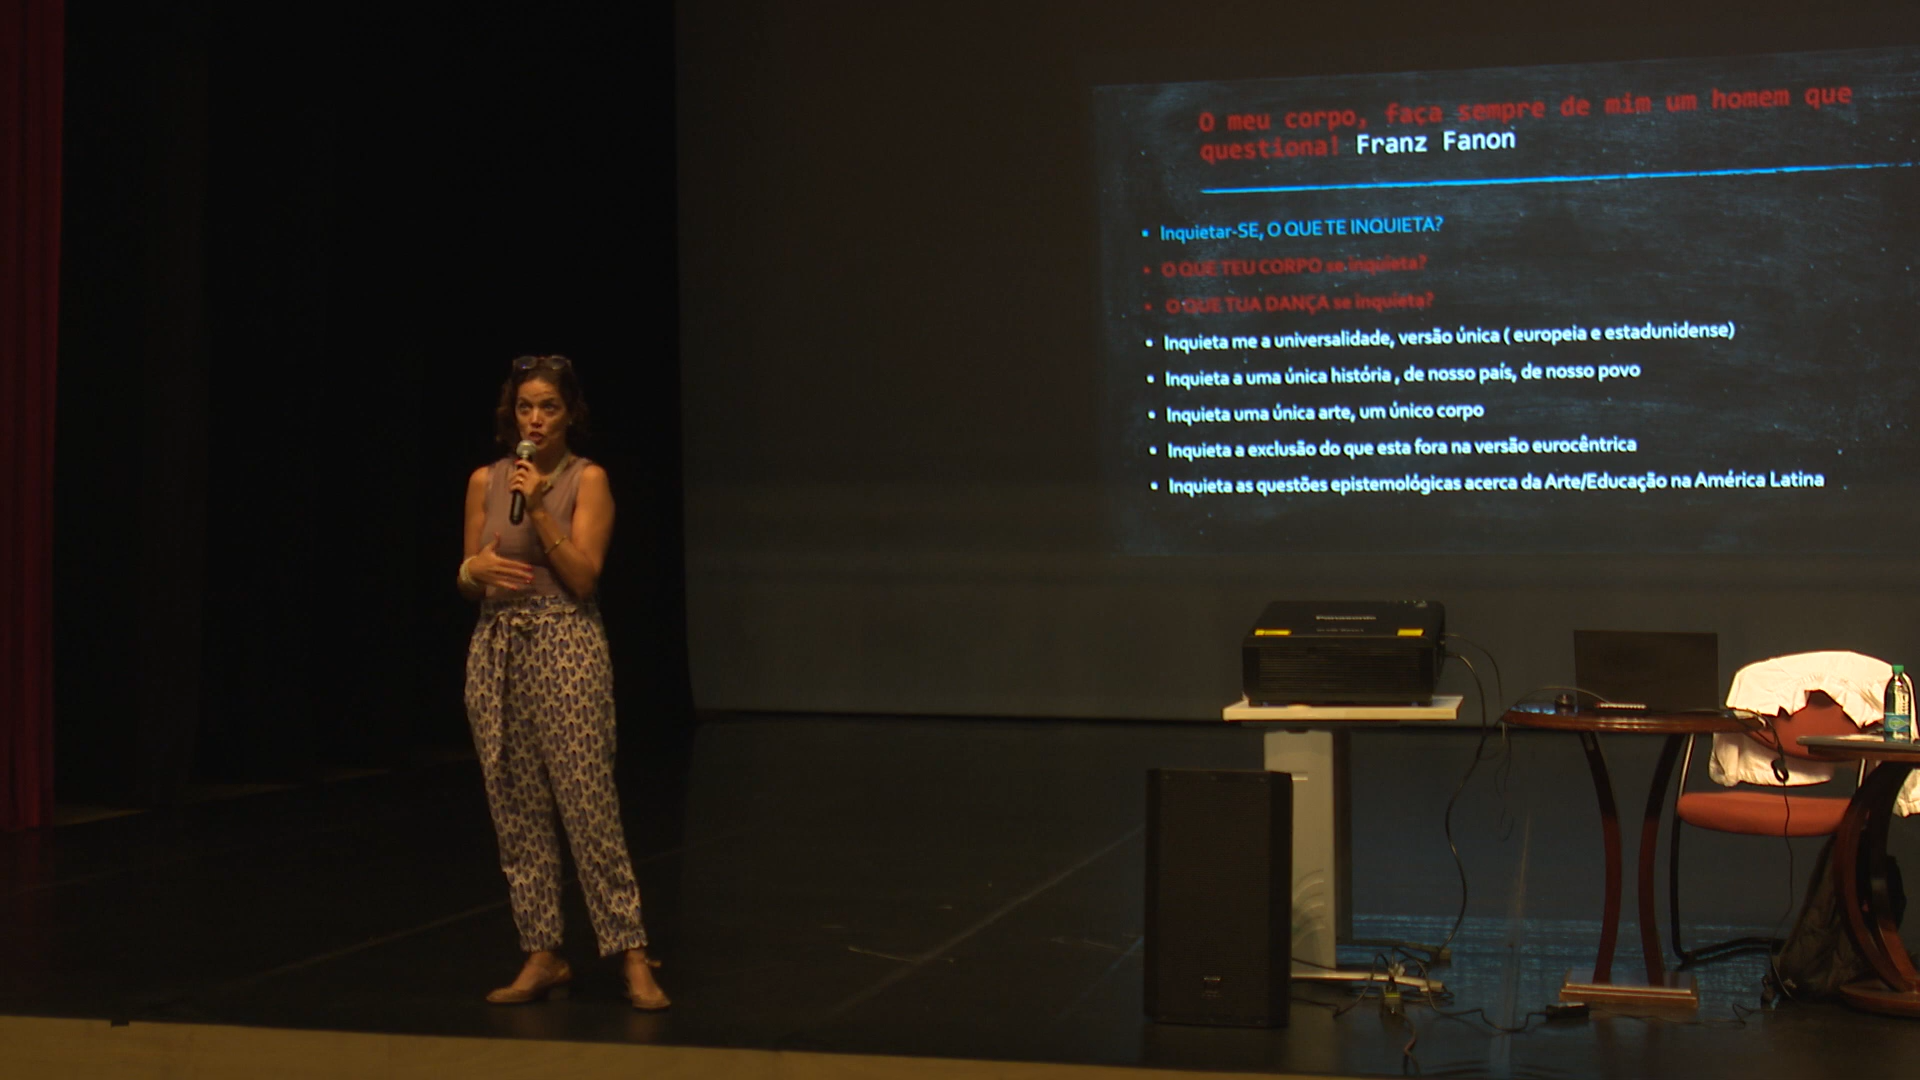 O meu corpo, faça sempre de mim um homem que
questiona! Franz Fanon
• Inquietar-SE, O QUE TE INQUIETA?
• O QUE TEU CORPO se inquieta?
• O QUE TUA DANÇA se inquieta?
• Inquieta me a universalidade, versão única ( europeia e estadunidense)
• Inquieta a uma única história , de nosso país, de nosso povo
• Inquieta uma única arte, um único corpo
• Inquieta a exclusão do que esta fora na versão eurocêntrica
• Inquieta as questões epistemológicas acerca da Arte/Educação na América Latina
Panasonic